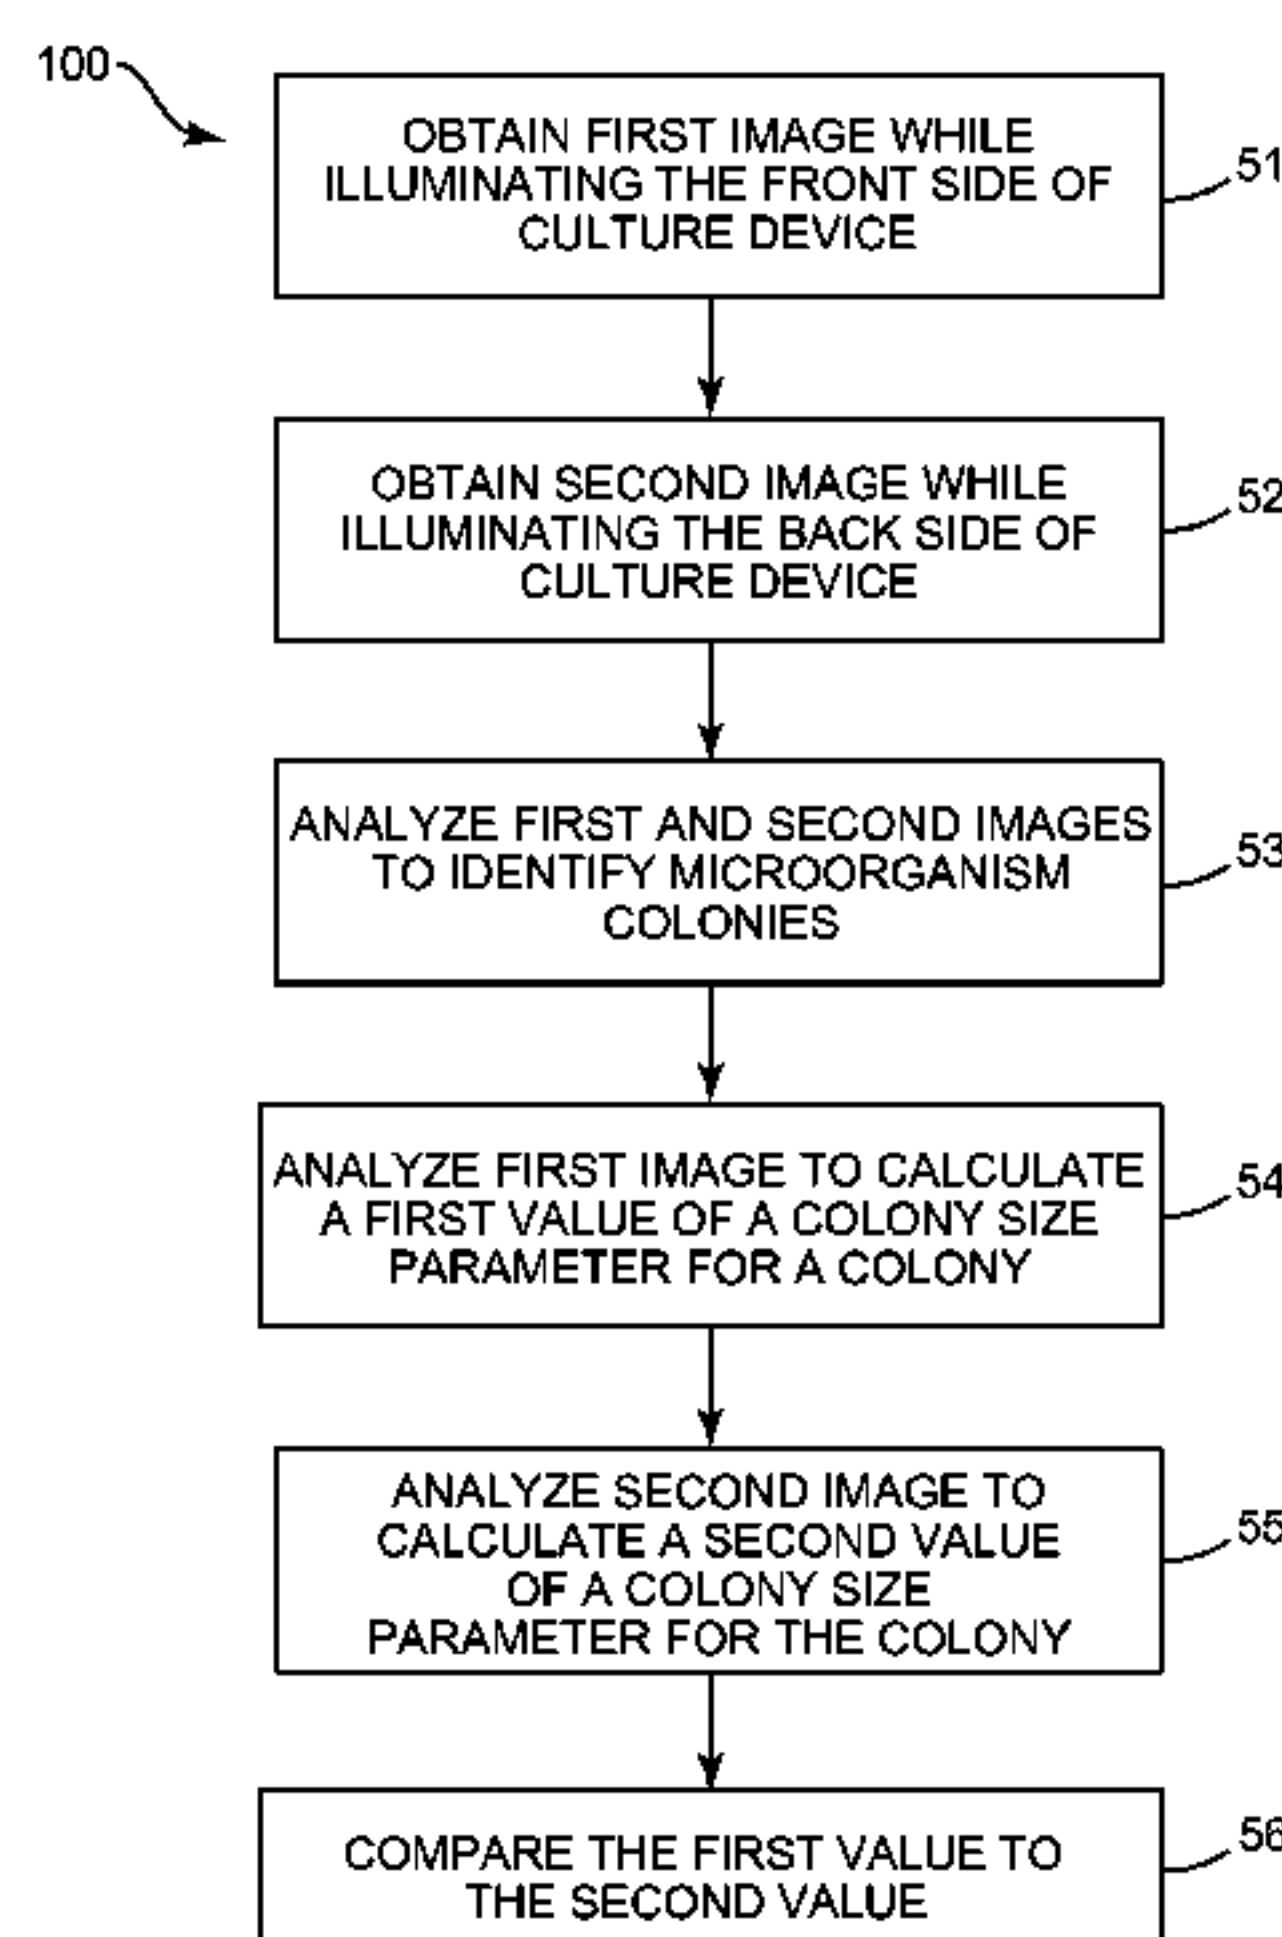 100
OBTAIN FIRST IMAGE WHILE
ILLUMINATING THE FRONT SIDE OF
CULTURE DEVICE
51
OBTAIN SECOND IMAGE WHILE
ILLUMINATING THE BACK SIDE OF
CULTURE DEVICE
52
ANALYZE FIRST AND SECOND IMAGES
TO IDENTIFY MICROORGANISM
COLONIES
53
ANALYZE FIRST IMAGE TO CALCULATE
A FIRST VALUE OF A COLONY SIZE
PARAMETER FOR A COLONY
54
ANALYZE SECOND IMAGE TO
CALCULATE A SECOND VALUE
OF A COLONY SIZE
PARAMETER FOR THE COLONY
55
COMPARE THE FIRST VALUE TO
THE SECOND VALUE
56